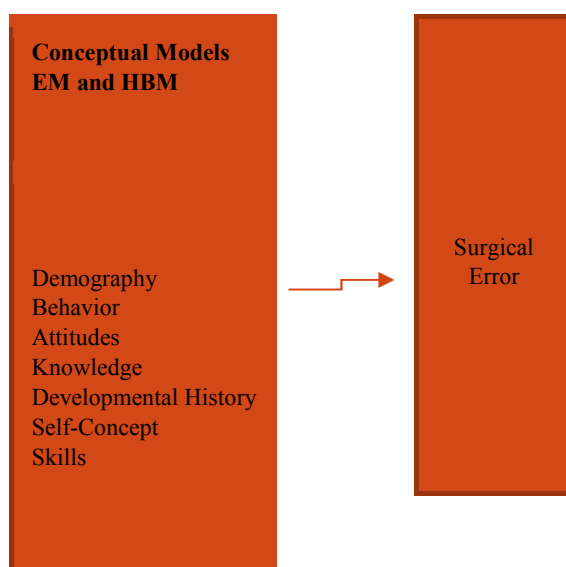 Conceptual Models
EM and HBM
Demography
Behavior
Attitudes
Knowledge
Developmental History
Self-Concept
Skills
Surgical
Error